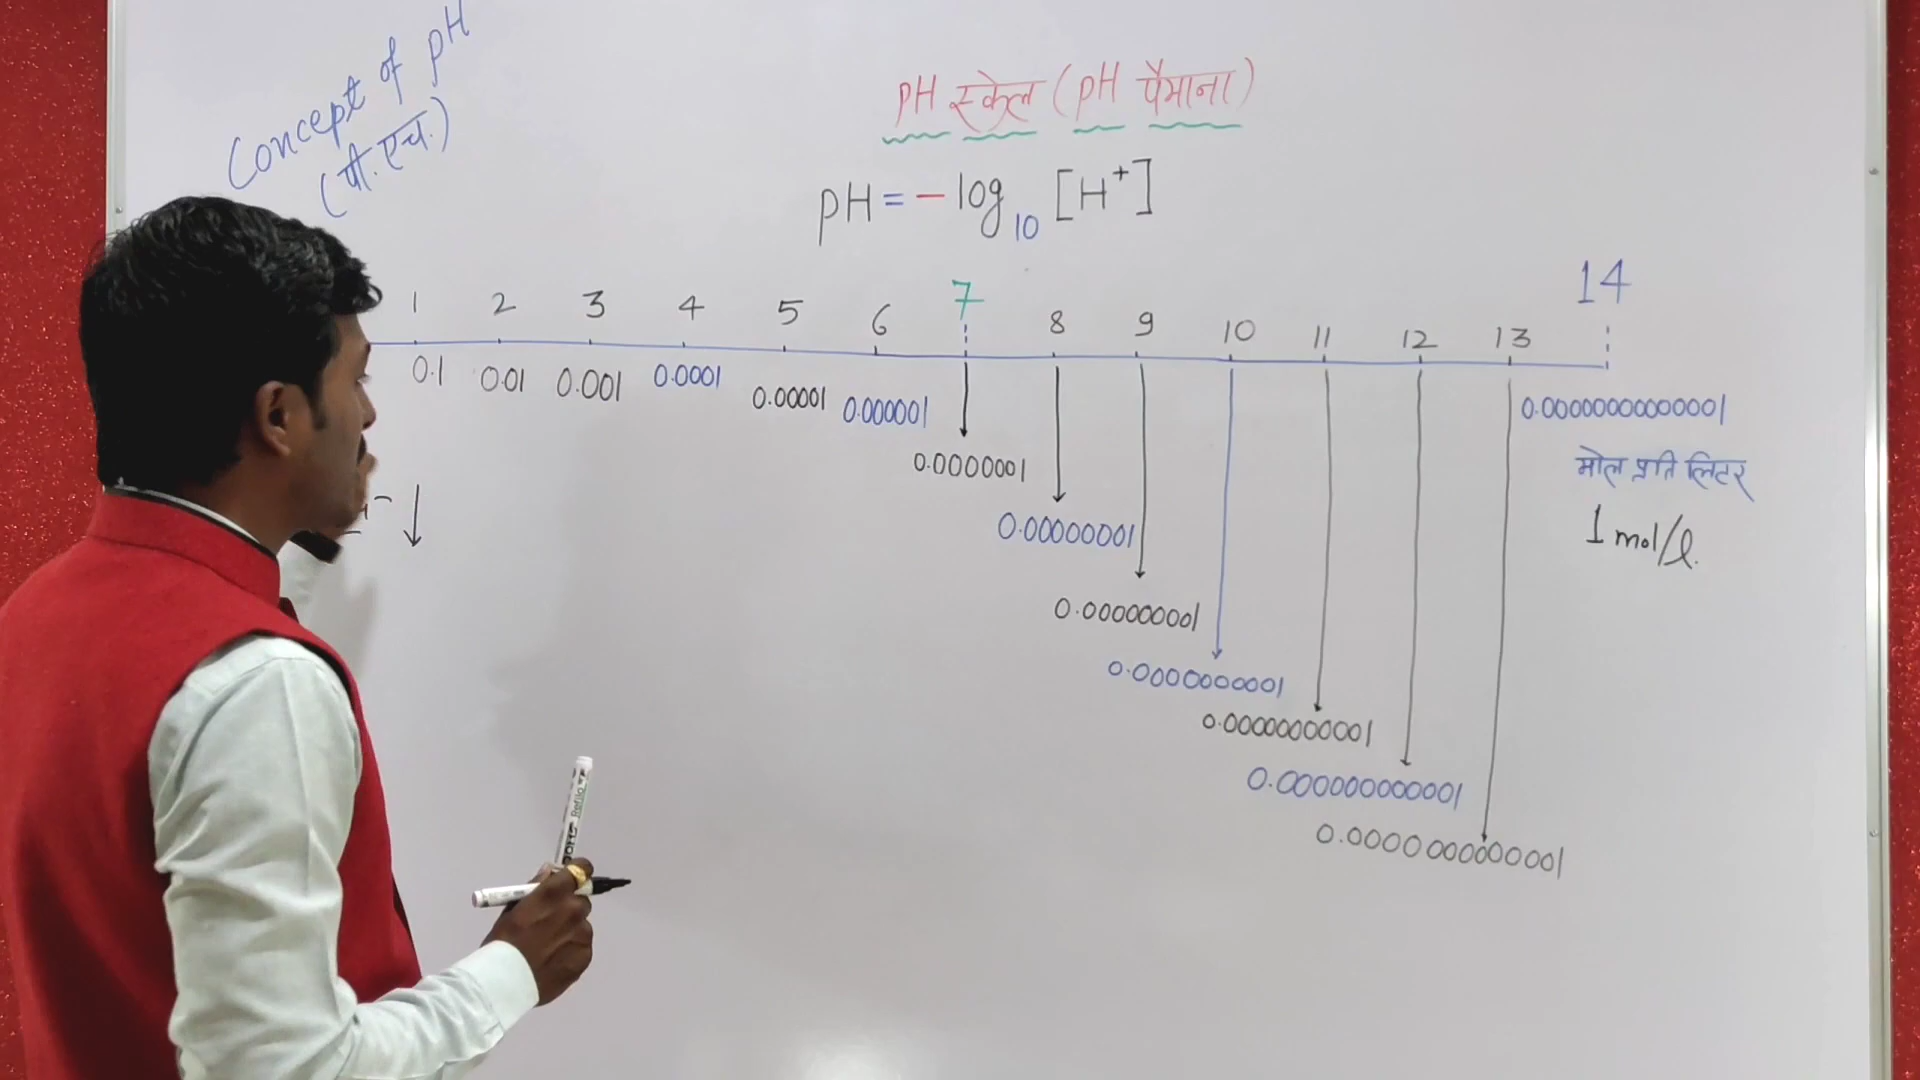 Concept of pH
(पी.एच.)
pH स्केल (pH पैमाना)
pH = - log10 [H+]
1 2 3 4 5 6 7 8 9 10 11 12 13 14
0.1 0.01 0.001 0.0001 0.00001 0.000001 0.00000000000001
0.0000001
मोल प्रति लिटर
0.00000001
1 mol/l.
0.000000001
0.0000000001
0.00000000001
0.000000000001
0.0000000000001